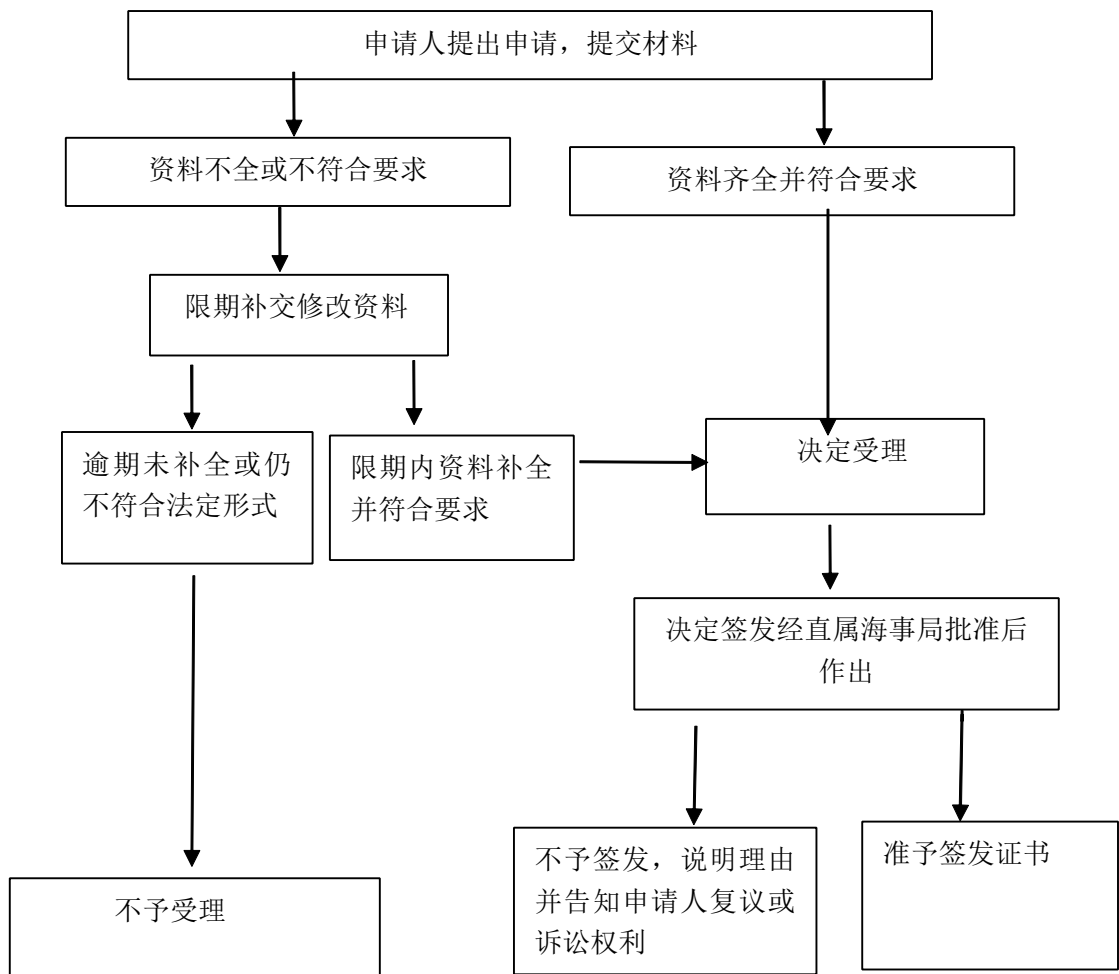 申请人提出申请，提交材料
资料不全或不符合要求
资料齐全并符合要求
限期补交修改资料
逾期未补全或仍
不符合法定形式
限期内资料补全
并符合要求
决定受理
决定签发经直属海事局批准后
作出
不予签发，说明理由
并告知申请人复议或
诉讼权利
准予签发证书
不予受理